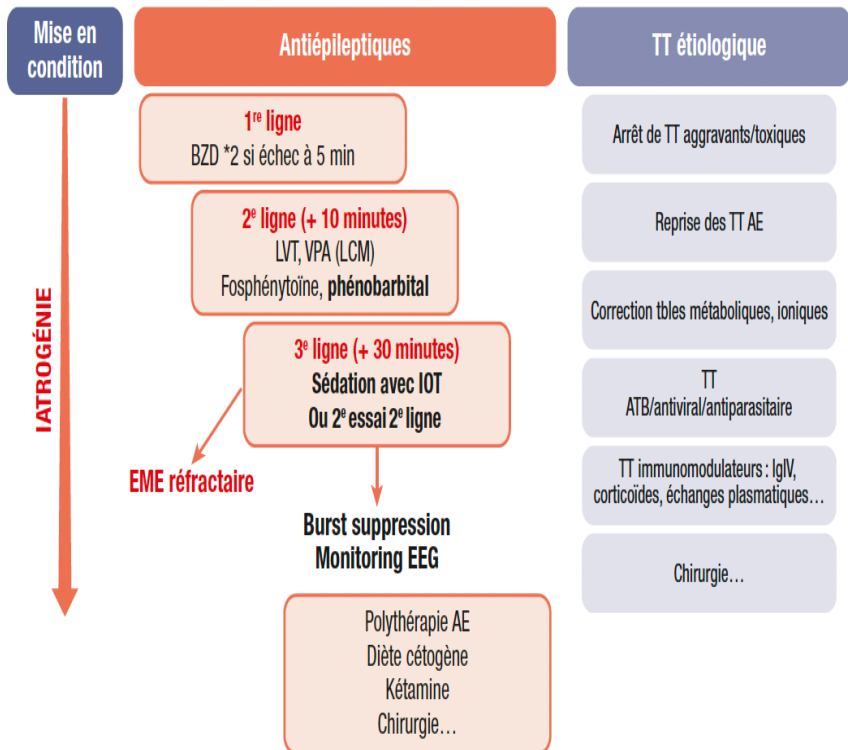 Mise en
condition
Antiépileptiques
TT étiologique
IATROGÉNIE
1re ligne
BZD *2 si échec à 5 min
2e ligne (+ 10 minutes)
LVT, VPA (LCM)
Fosphénytoïne, phénobarbital
3e ligne (+ 30 minutes)
Sédation avec IOT
Ou 2e essai 2e ligne
EME réfractaire
Burst suppression
Monitoring EEG
Polythérapie AE
Diète cétogène
Kétamine
Chirurgie...
Arrêt de TT aggravants/toxiques
Reprise des TT AE
Correction tbles métaboliques, ioniques
TT
ATB/antiviral/antiparasitaire
TT immunomodulateurs : IgIV,
corticoïdes, échanges plasmatiques...
Chirurgie...